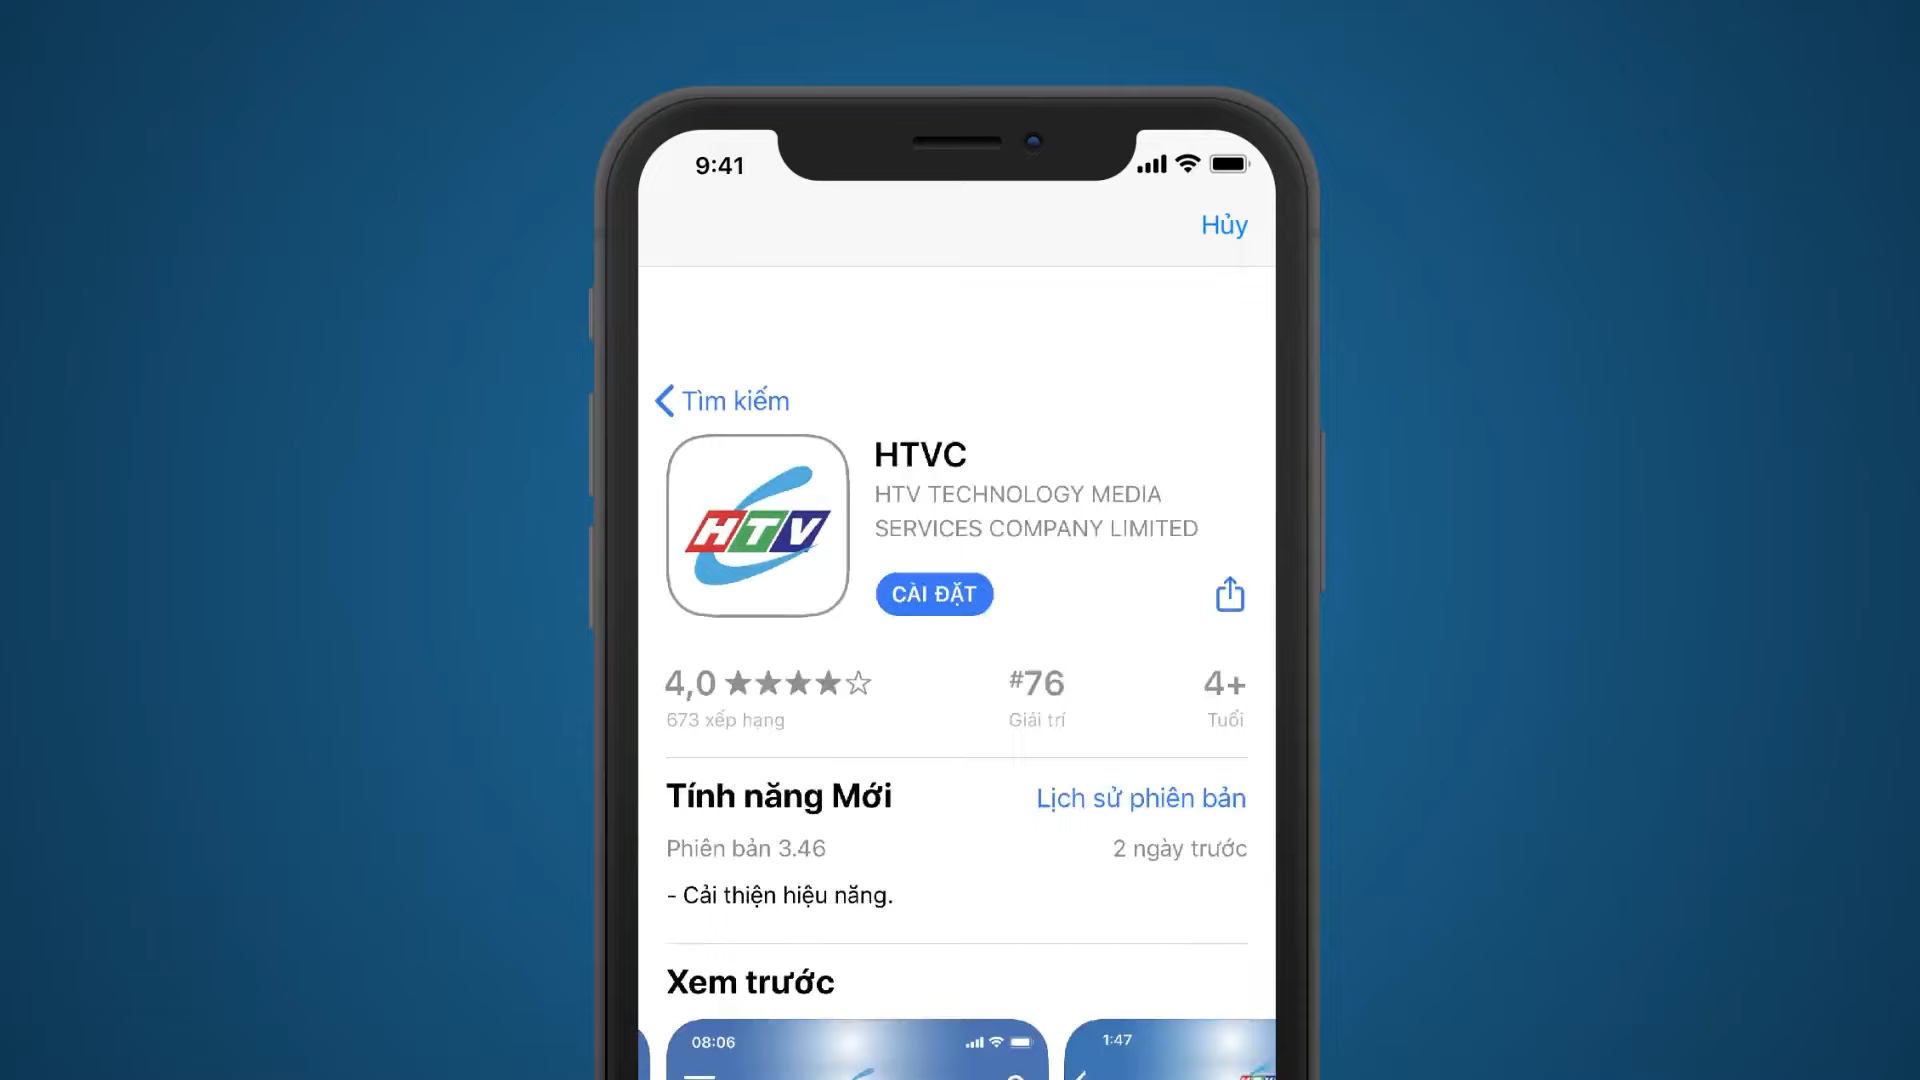 9:41
Hủy
Tìm kiếm
HTV
HTVC
HTV TECHNOLOGY MEDIA
SERVICES COMPANY LIMITED
CÀI ĐẶT
4,0
673 xếp hạng
#76
Giải trí
4+
Tuổi
Tính năng Mới
Lịch sử phiên bản
Phiên bản 3.46
2 ngày trước
- Cải thiện hiệu năng.
Xem trước
08:06
1:47